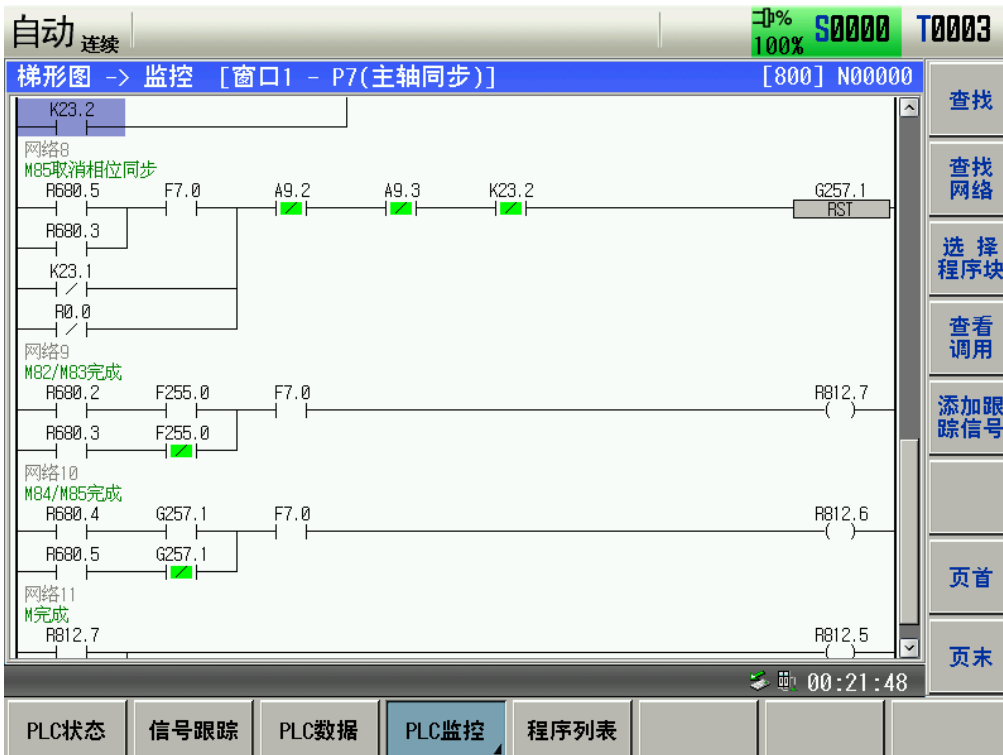 自动 连续
⎓% 100% S0000 T0003
梯形图 -> 监控 [窗口1 - P7(主轴同步)] [800] N00000
K23.2
网络8
M85取消相位同步
R680.5 F7.0 A9.2 A9.3 K23.2 G257.1
RST
R680.3
K23.1
R0.0
网络9
M82/M83完成
R680.2 F255.0 F7.0 R812.7
R680.3 F255.0
网络10
M84/M85完成
R680.4 G257.1 F7.0 R812.6
R680.5 G257.1
网络11
M完成
R812.7 R812.5
00:21:48
查找
查找
网络
选 择
程序块
查看
调用
添加跟
踪信号
页首
页末
PLC状态 信号跟踪 PLC数据 PLC监控 程序列表